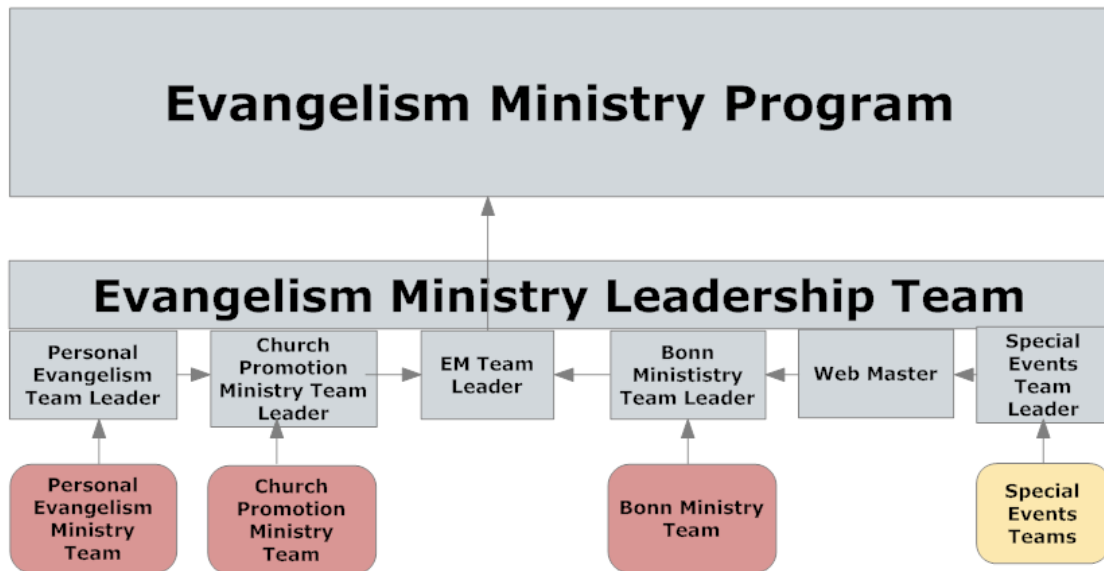 Evangelism Ministry Program
Evangelism Ministry Leadership Team
Personal
Evangelism
Team Leader
Church
Promotion
Ministry Team
Leader
EM Team
Leader
Bonn
Minististry
Team Leader
Web Master
Special
Events
Team
Leader
Personal
Evangelism
Ministry
Team
Church
Promotion
Ministry
Team
Bonn Ministry
Team
Special
Events
Teams